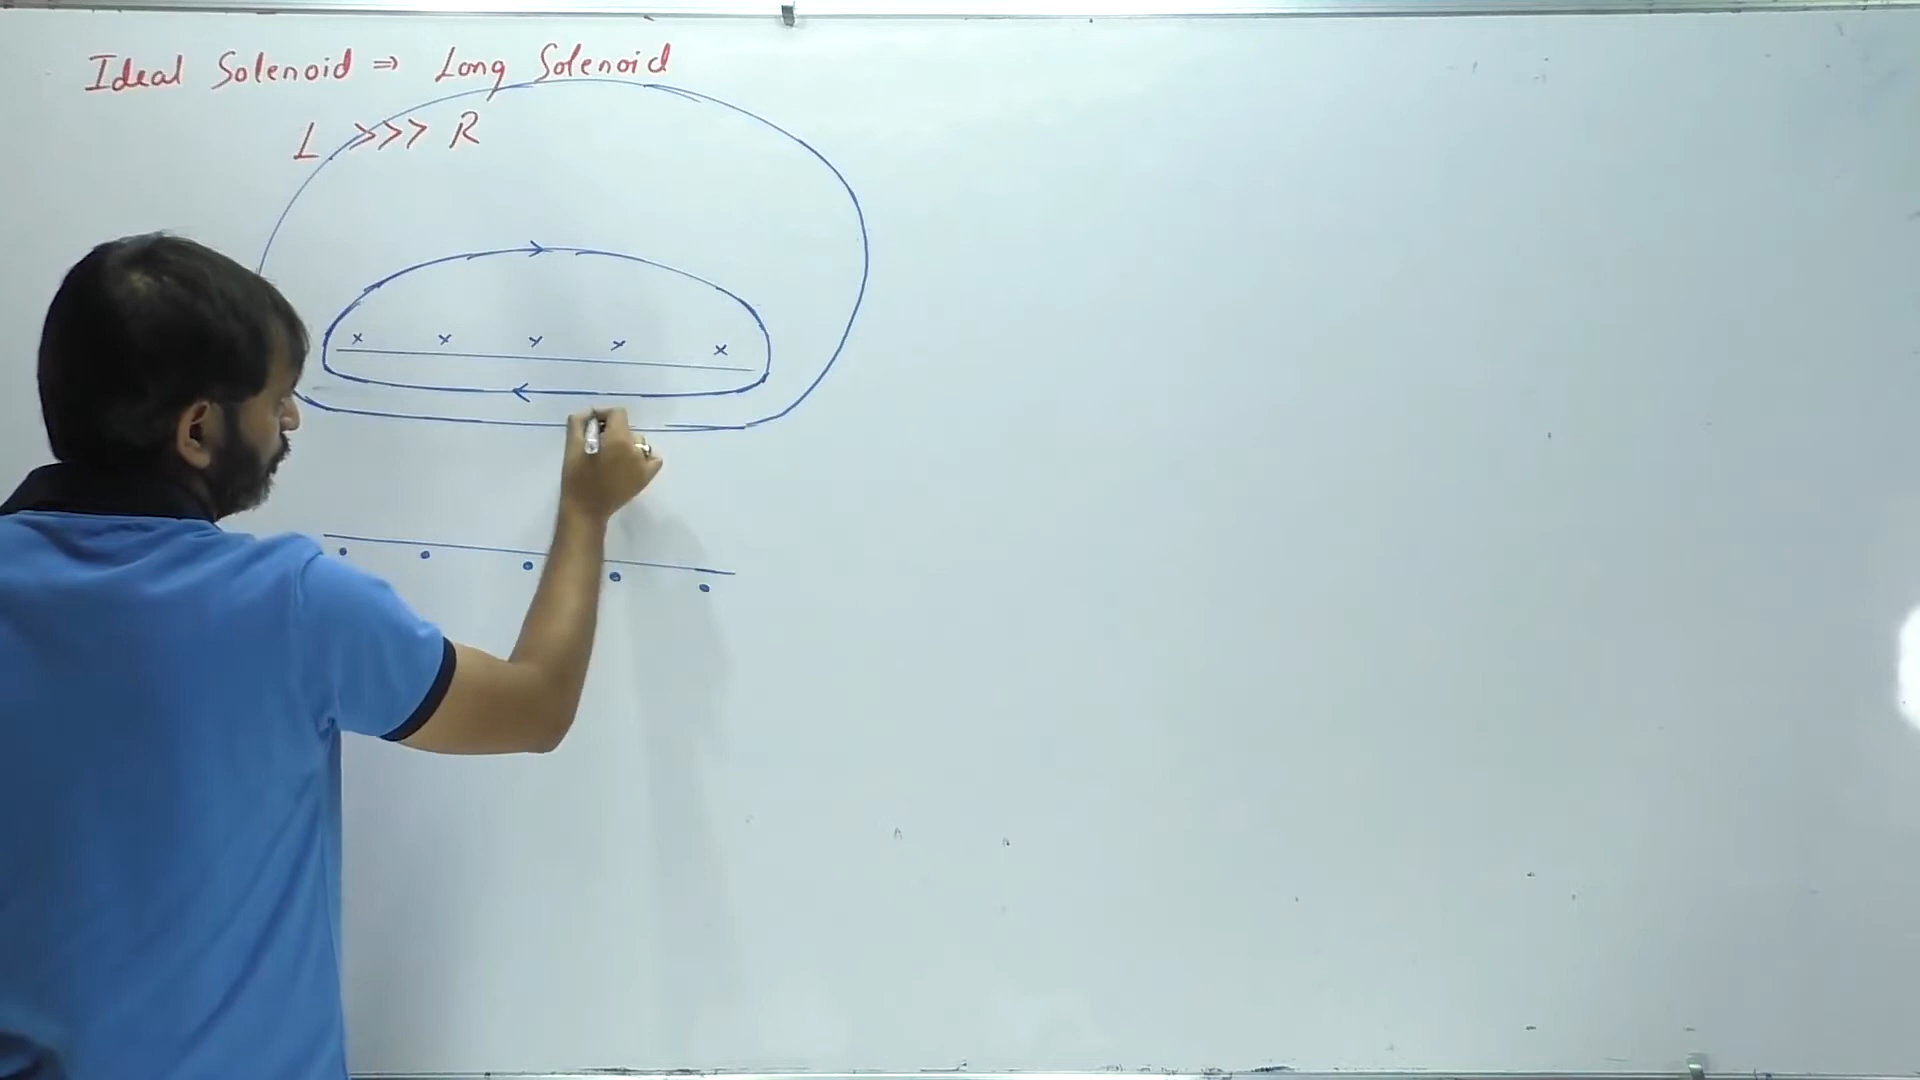 Ideal Solenoid ⇒ Long Solenoid
L >>> R